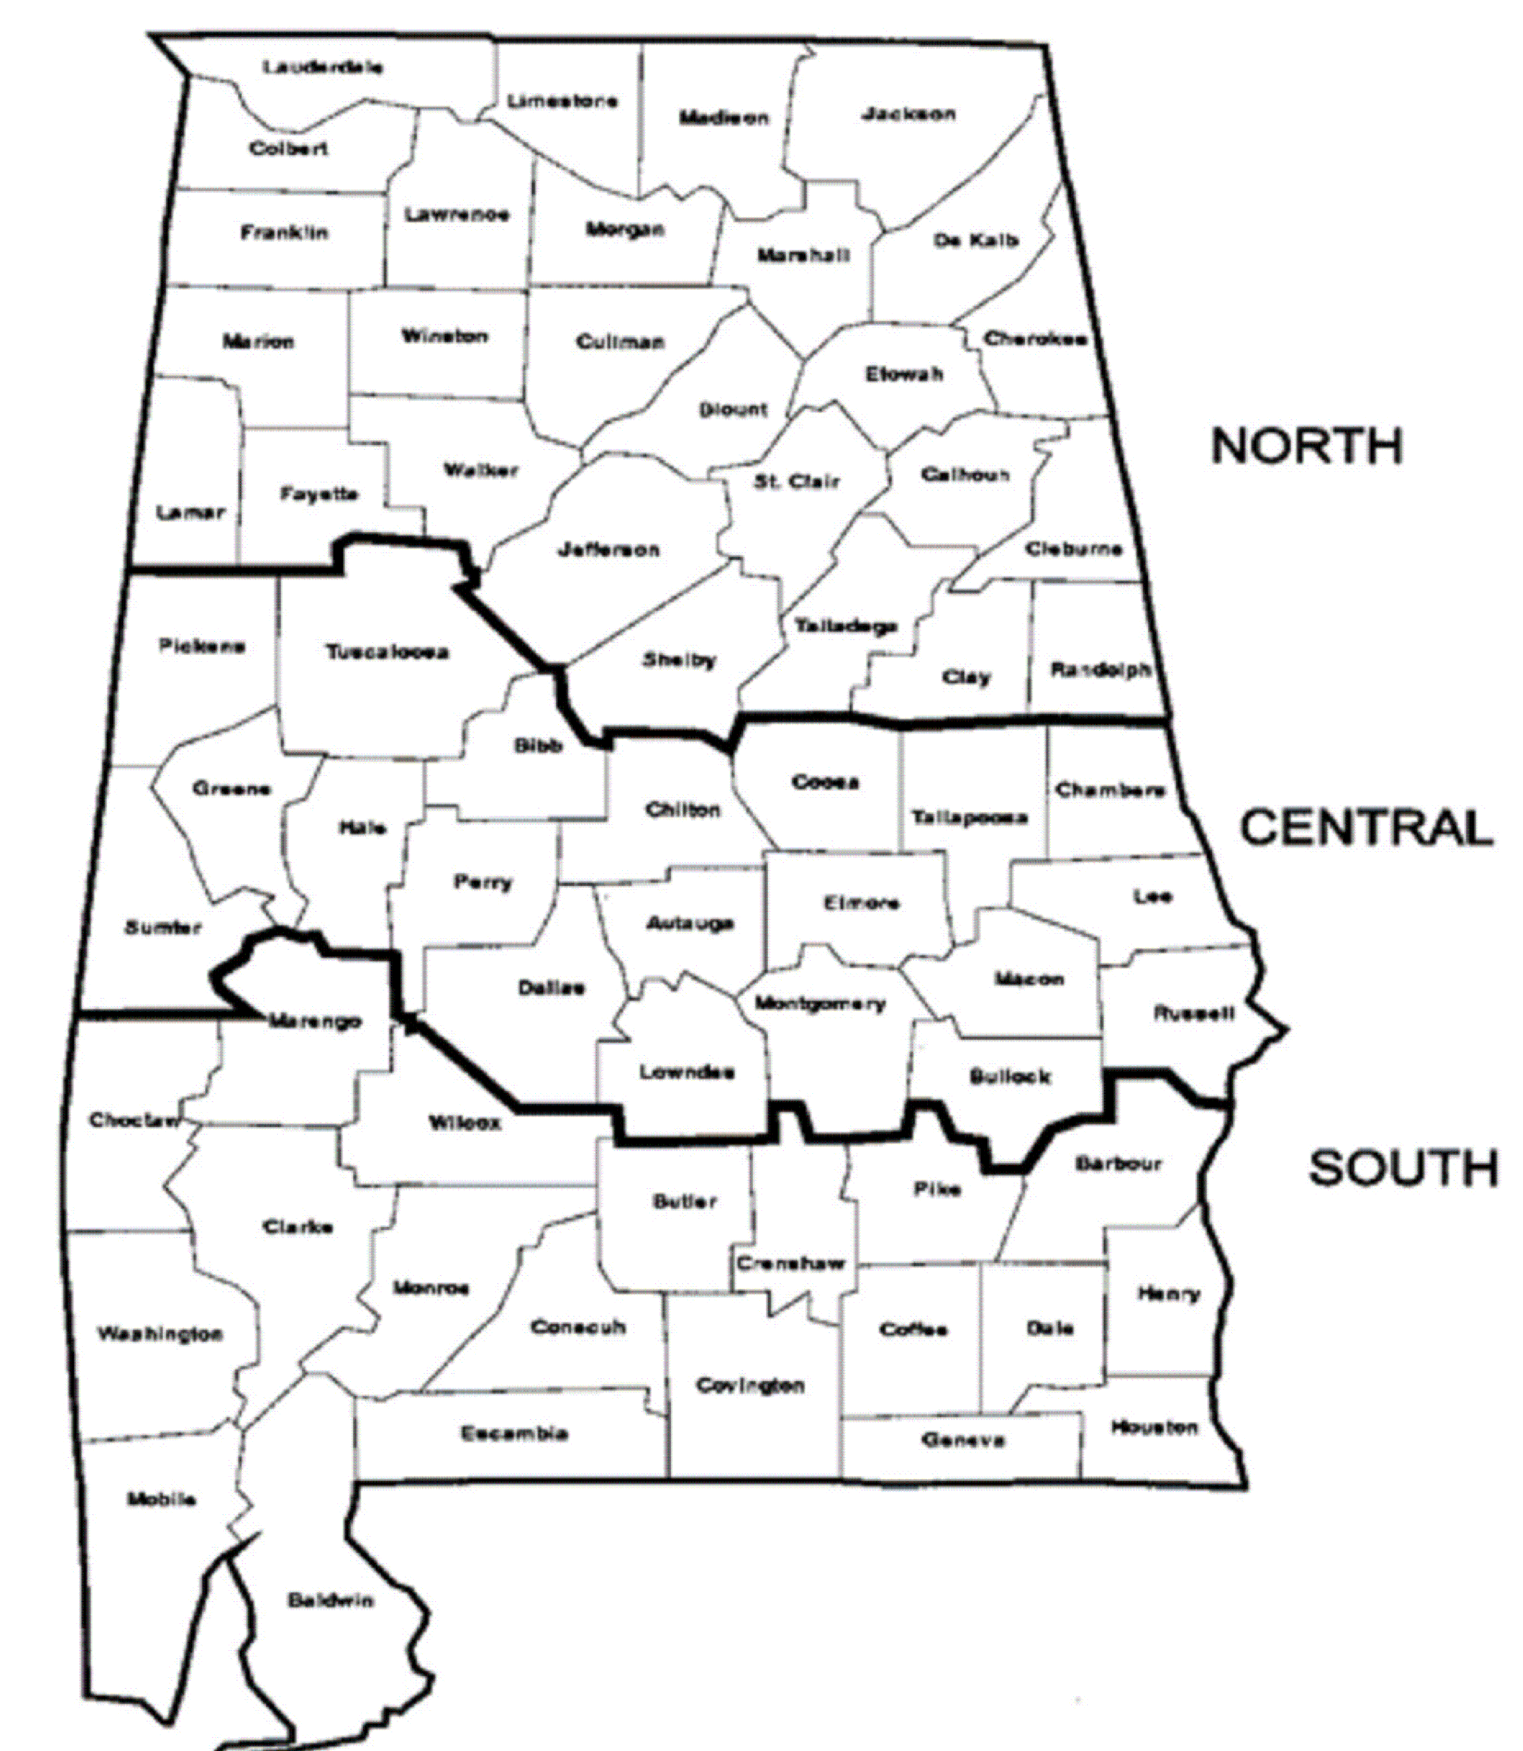 Lauderdale
Limestone
Madison
Jackson
Colbert
Lawrence
Franklin
Morgan
Marshall
De Kalb
Marion
Winston
Cullman
Cherokee
Etowah
Blount
NORTH
Walker
St. Clair
Calhoun
Fayette
Lamar
Jefferson
Cleburne
Talladega
Pickens
Tuscaloosa
Shelby
Clay
Randolph
Bibb
Greene
Coosa
Chambers
Hale
Chilton
Tallapoosa
CENTRAL
Perry
Elmore
Lee
Sumter
Autauga
Dallas
Macon
Montgomery
Russell
Marengo
Lowndes
Bullock
Choctaw
Wilcox
Barbour
SOUTH
Butler
Pike
Clarke
Crenshaw
Monroe
Henry
Washington
Conecuh
Coffee
Dale
Covington
Escambia
Geneva
Houston
Mobile
Baldwin